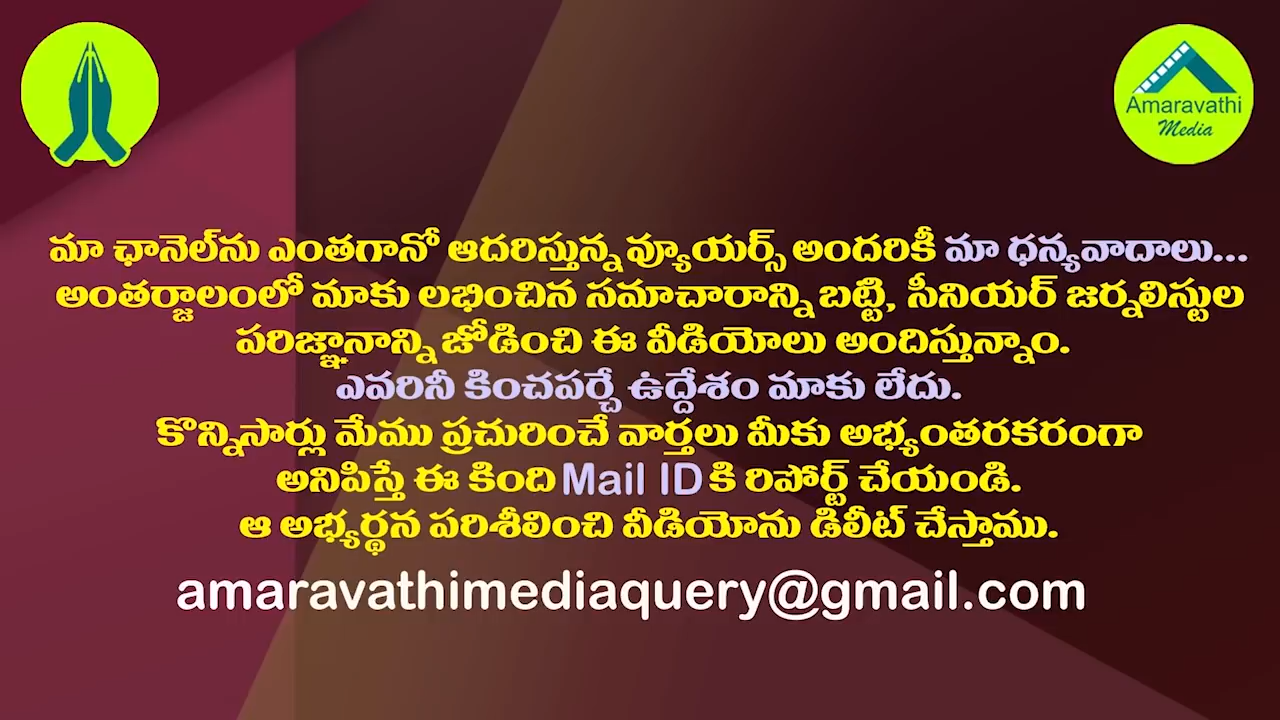 Amaravathi
Media
మా ఛానెల్‌ను ఎంతగానో ఆదరిస్తున్న వ్యూయర్స్ అందరికీ మా ధన్యవాదాలు...
అంతర్జాలంలో మాకు లభించిన సమాచారాన్ని బట్టి, సీనియర్ జర్నలిస్టుల
పరిజ్ఞానాన్ని జోడించి ఈ వీడియోలు అందిస్తున్నాం.
ఎవరినీ కించపర్చే ఉద్దేశం మాకు లేదు.
కొన్నిసార్లు మేము ప్రచురించే వార్తలు మీకు అభ్యంతరకరంగా
అనిపిస్తే ఈ కింది Mail ID కి రిపోర్ట్ చేయండి.
ఆ అభ్యర్థన పరిశీలించి వీడియోను డిలీట్ చేస్తాము.
amaravathimediaquery@gmail.com